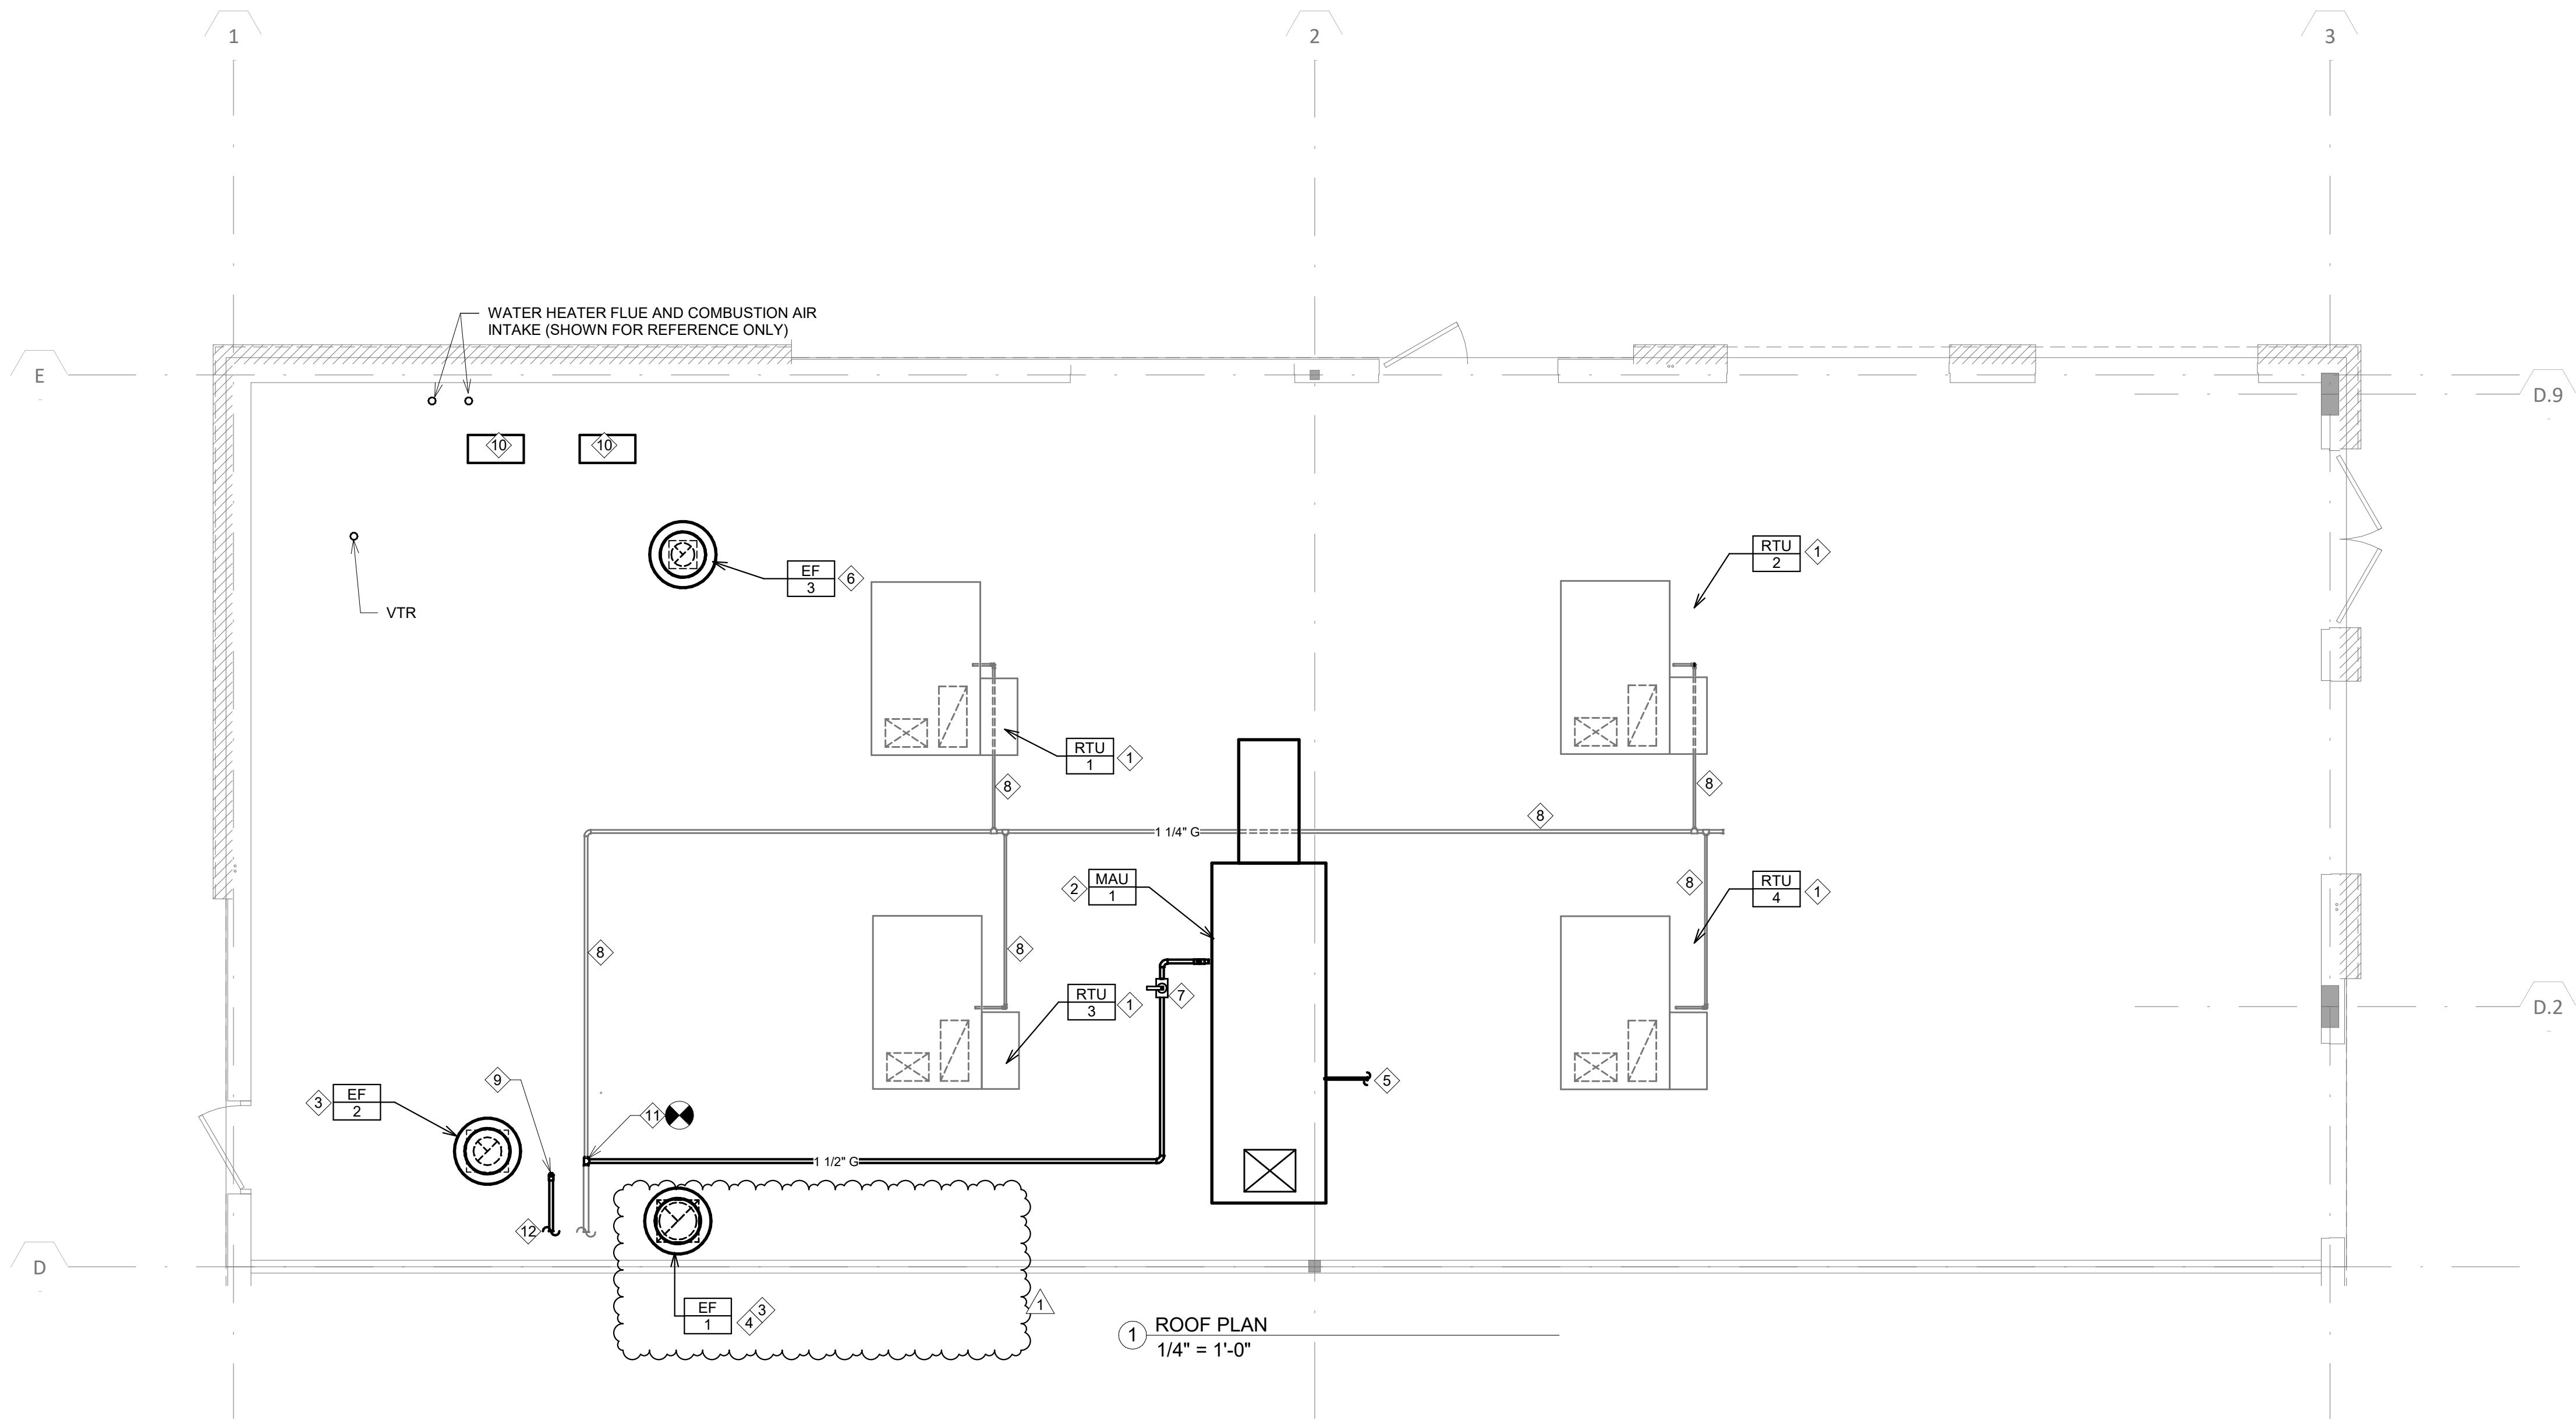 1
2
3
WATER HEATER FLUE AND COMBUSTION AIR
INTAKE (SHOWN FOR REFERENCE ONLY)
E
D.9
10
10
EF
3
6
RTU
2
1
VTR
RTU
1
1
8
8
8
1 1/4" G
2
MAU
1
8
RTU
4
1
8
8
7
RTU
3
1
D.2
9
3
EF
2
5
11
1 1/2" G
12
D
EF
1
3
4
1
1
ROOF PLAN
1/4" = 1'-0"